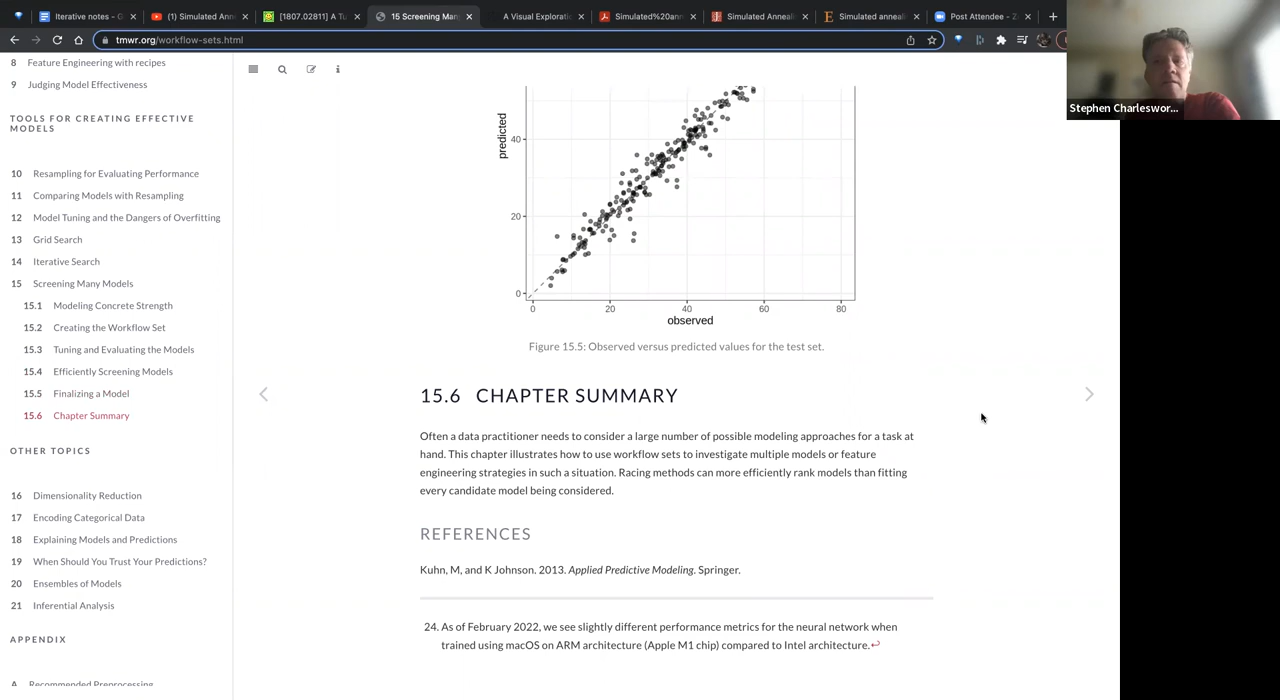 Iterative notes - G
(1) Simulated Ann
[1807.02811] A Tu
15 Screening Man
A Visual Explorati
Simulated%20ann
Simulated Anneali
Simulated anneali
Post Attendee - Z
tmwr.org/workflow-sets.html
Stephen Charleswor...
8 Feature Engineering with recipes
9 Judging Model Effectiveness
TOOLS FOR CREATING EFFECTIVE
MODELS
10 Resampling for Evaluating Performance
11 Comparing Models with Resampling
12 Model Tuning and the Dangers of Overfitting
13 Grid Search
14 Iterative Search
15 Screening Many Models
15.1 Modeling Concrete Strength
15.2 Creating the Workflow Set
15.3 Tuning and Evaluating the Models
15.4 Efficiently Screening Models
15.5 Finalizing a Model
15.6 Chapter Summary
OTHER TOPICS
16 Dimensionality Reduction
17 Encoding Categorical Data
18 Explaining Models and Predictions
19 When Should You Trust Your Predictions?
20 Ensembles of Models
21 Inferential Analysis
APPENDIX
A Recommended Preprocessing
predicted
40
20
0
0 20 40 60 80
observed
Figure 15.5: Observed versus predicted values for the test set.
15.6 CHAPTER SUMMARY
Often a data practitioner needs to consider a large number of possible modeling approaches for a task at
hand. This chapter illustrates how to use workflow sets to investigate multiple models or feature
engineering strategies in such a situation. Racing methods can more efficiently rank models than fitting
every candidate model being considered.
REFERENCES
Kuhn, M, and K Johnson. 2013. Applied Predictive Modeling. Springer.
24. As of February 2022, we see slightly different performance metrics for the neural network when
trained using macOS on ARM architecture (Apple M1 chip) compared to Intel architecture.↩